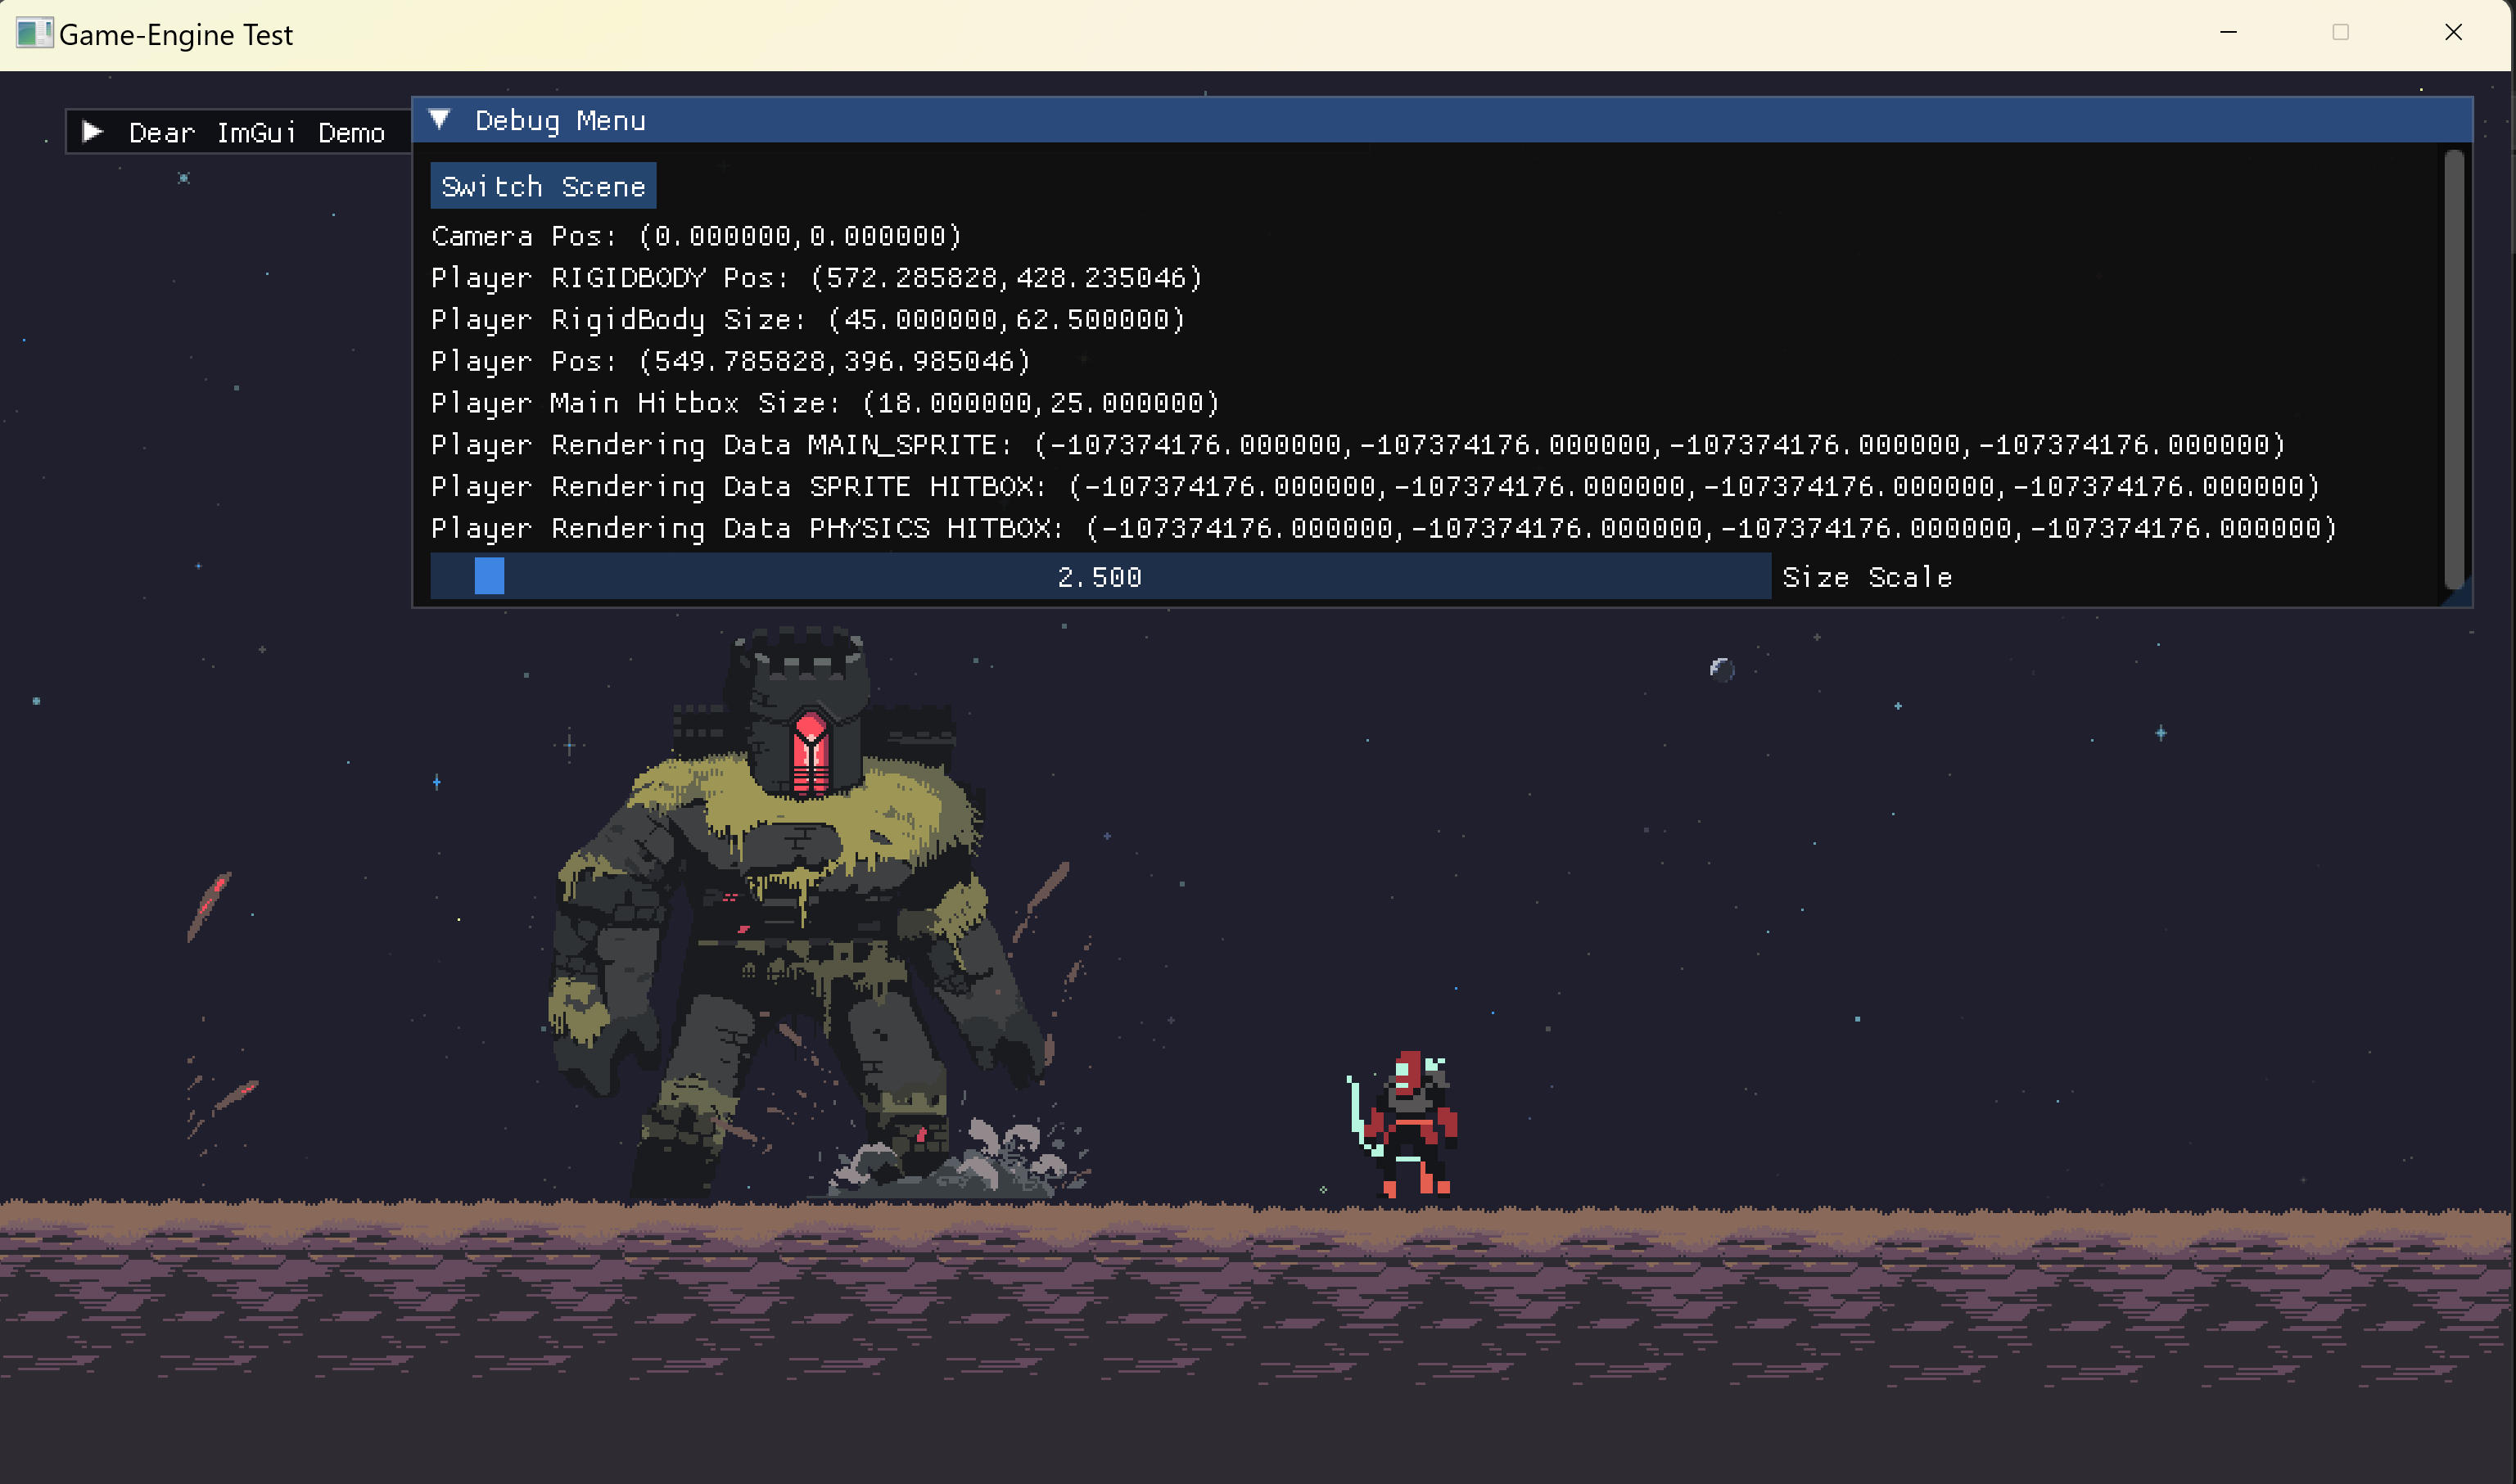 Game-Engine Test
Dear ImGui Demo
Debug Menu
Switch Scene
Camera Pos: (0.000000,0.000000)
Player RIGIDBODY Pos: (572.285828,428.235046)
Player RigidBody Size: (45.000000,62.500000)
Player Pos: (549.785828,396.985046)
Player Main Hitbox Size: (18.000000,25.000000)
Player Rendering Data MAIN_SPRITE: (-107374176.000000,-107374176.000000,-107374176.000000,-107374176.000000)
Player Rendering Data SPRITE HITBOX: (-107374176.000000,-107374176.000000,-107374176.000000,-107374176.000000)
Player Rendering Data PHYSICS HITBOX: (-107374176.000000,-107374176.000000,-107374176.000000,-107374176.000000)
2.500 Size Scale